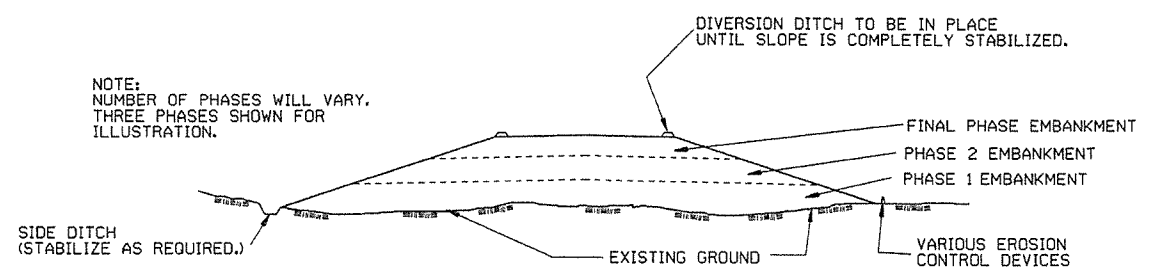 DIVERSION DITCH TO BE IN PLACE
UNTIL SLOPE IS COMPLETELY STABILIZED.
NOTE:
NUMBER OF PHASES WILL VARY.
THREE PHASES SHOWN FOR
ILLUSTRATION.
FINAL PHASE EMBANKMENT
PHASE 2 EMBANKMENT
PHASE 1 EMBANKMENT
SIDE DITCH
(STABILIZE AS REQUIRED.)
EXISTING GROUND
VARIOUS EROSION
CONTROL DEVICES